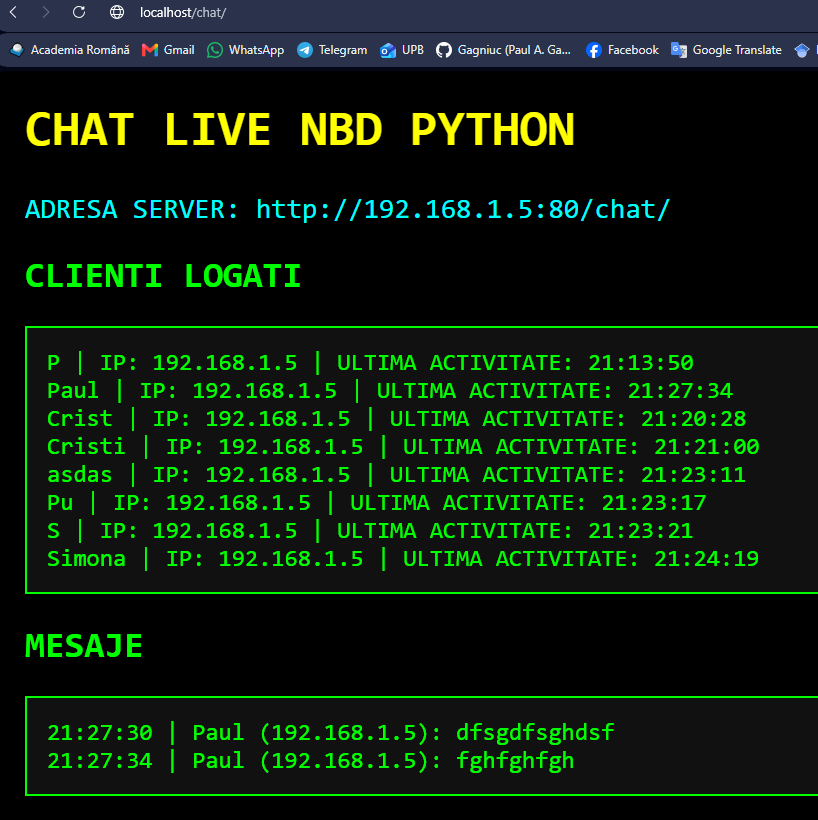 localhost/chat/
Academia Română Gmail WhatsApp Telegram UPB Gagniuc (Paul A. Ga... Facebook Google Translate
CHAT LIVE NBD PYTHON
ADRESA SERVER: http://192.168.1.5:80/chat/
CLIENTI LOGATI
P | IP: 192.168.1.5 | ULTIMA ACTIVITATE: 21:13:50
Paul | IP: 192.168.1.5 | ULTIMA ACTIVITATE: 21:27:34
Crist | IP: 192.168.1.5 | ULTIMA ACTIVITATE: 21:20:28
Cristi | IP: 192.168.1.5 | ULTIMA ACTIVITATE: 21:21:00
asdas | IP: 192.168.1.5 | ULTIMA ACTIVITATE: 21:23:11
Pu | IP: 192.168.1.5 | ULTIMA ACTIVITATE: 21:23:17
S | IP: 192.168.1.5 | ULTIMA ACTIVITATE: 21:23:21
Simona | IP: 192.168.1.5 | ULTIMA ACTIVITATE: 21:24:19
MESAJE
21:27:30 | Paul (192.168.1.5): dfsgdfsghdsf
21:27:34 | Paul (192.168.1.5): fghfghfgh